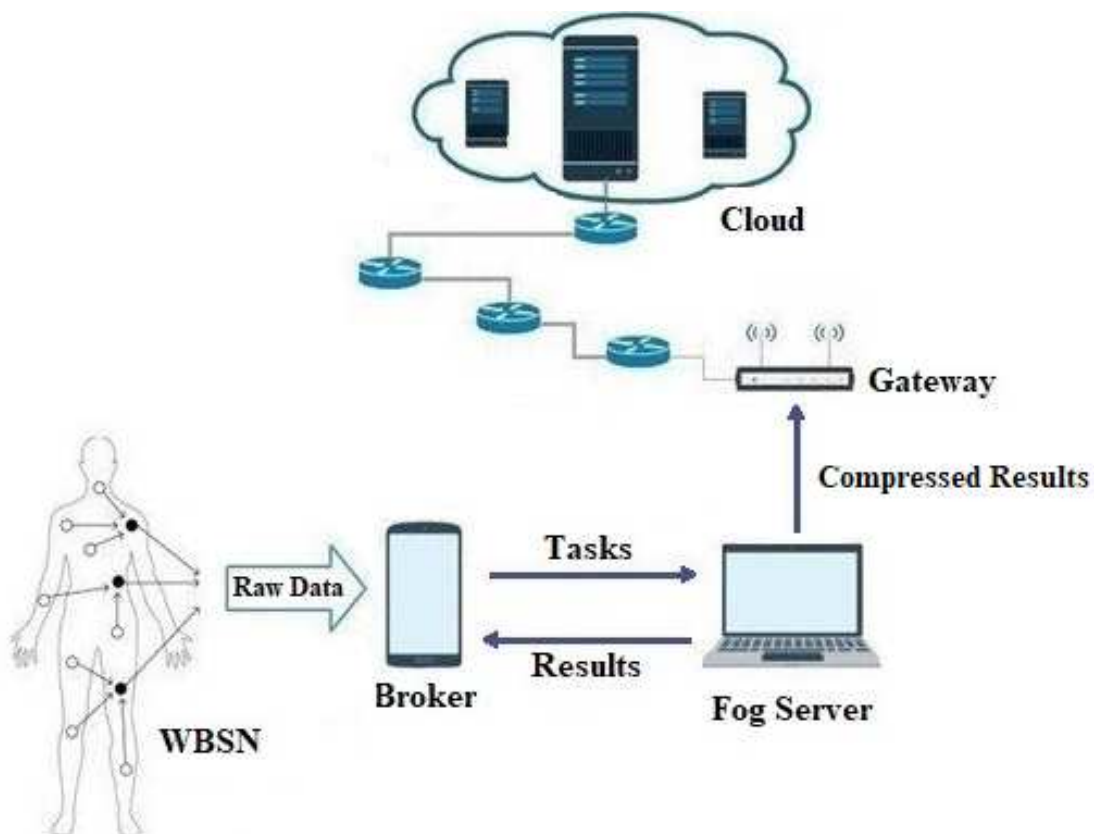 Cloud
Gateway
Compressed Results
Raw Data
Tasks
Results
Broker
Fog Server
WBSN